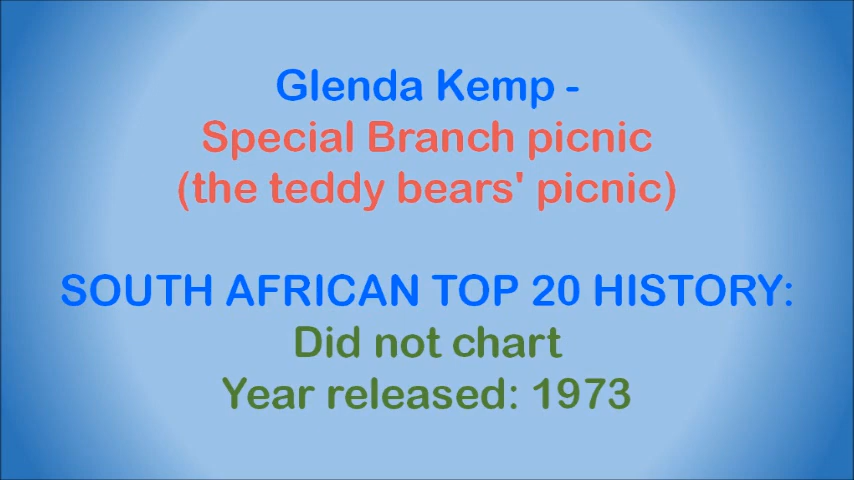 Glenda Kemp -
Special Branch picnic
(the teddy bears' picnic)
SOUTH AFRICAN TOP 20 HISTORY:
Did not chart
Year released: 1973